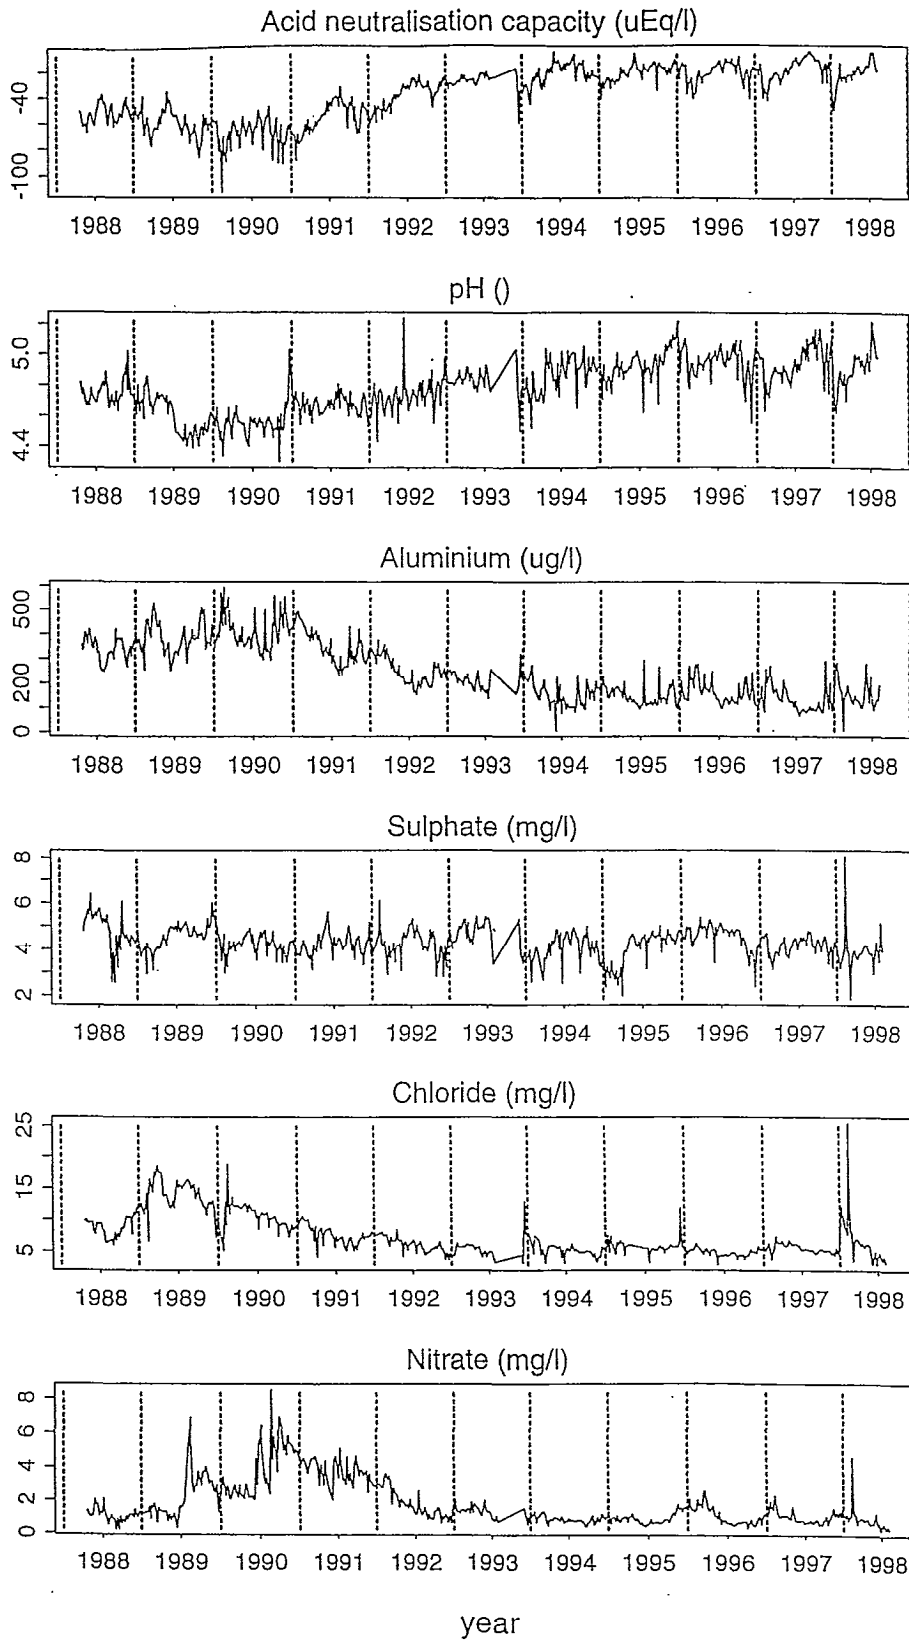 Acid neutralisation capacity (uEq/l)
-40
-100
1988 1989 1990 1991 1992 1993 1994 1995 1996 1997 1998
pH ()
5.0
4.4
1988 1989 1990 1991 1992 1993 1994 1995 1996 1997 1998
Aluminium (ug/l)
500
200
0
1988 1989 1990 1991 1992 1993 1994 1995 1996 1997 1998
Sulphate (mg/l)
8
6
4
2
1988 1989 1990 1991 1992 1993 1994 1995 1996 1997 1998
Chloride (mg/l)
25
15
5
1988 1989 1990 1991 1992 1993 1994 1995 1996 1997 1998
Nitrate (mg/l)
8
6
4
2
0
1988 1989 1990 1991 1992 1993 1994 1995 1996 1997 1998
year